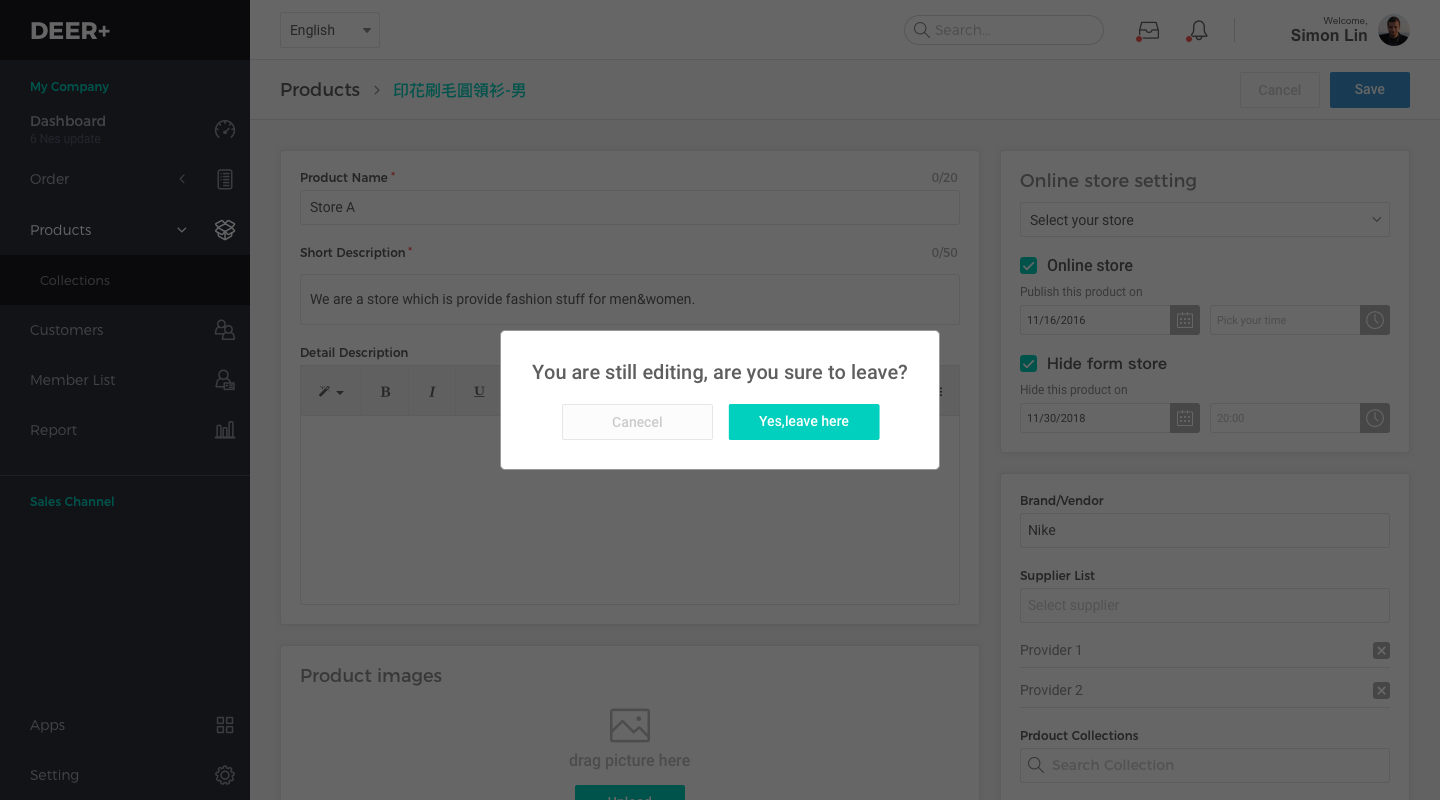 DEER+
English
Search...
Welcome,
Simon Lin
My Company
Dashboard
6 Nes update
Order
Products
Collections
Customers
Member List
Report
Sales Channel
Apps
Setting
Products > 印花刷毛圓領衫-男
Cancel
Save
Product Name*
0/20
Store A
Short Description*
0/50
We are a store which is provide fashion stuff for men&women.
Detail Description
B I U
You are still editing, are you sure to leave?
Canecel
Yes,leave here
Product images
drag picture here
Upload
Online store setting
Select your store
Online store
Publish this product on
11/16/2016
Pick your time
Hide form store
Hide this product on
11/30/2018
20:00
Brand/Vendor
Nike
Supplier List
Select supplier
Provider 1
Provider 2
Prdouct Collections
Search Collection